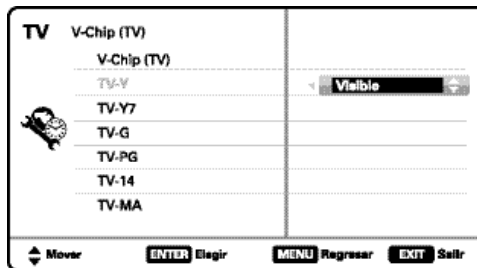 TV V-Chip (TV)
V-Chip (TV)
TV-Y Visible
TV-Y7
TV-G
TV-PG
TV-14
TV-MA
Mover ENTER Elegir MENU Regresar EXIT Salir